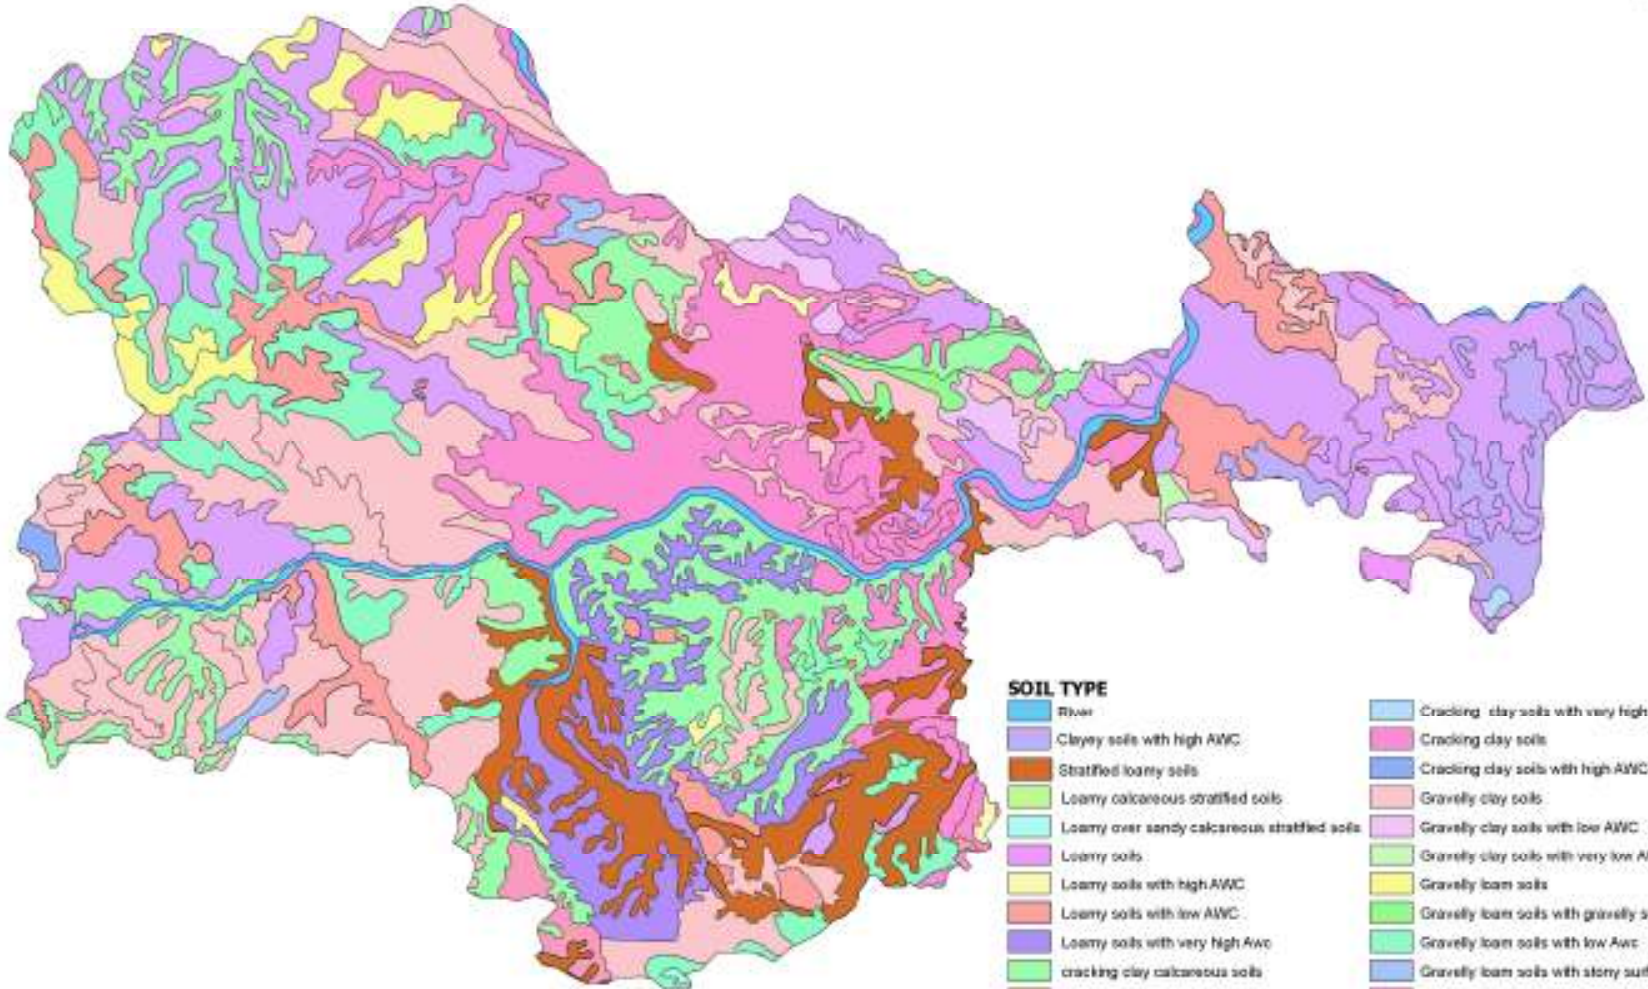 SOIL TYPE
River
Clayey soils with high AWC
Stratified loamy soils
Loamy calcareous stratified soils
Loamy over sandy calcareous stratified soils
Loamy soils
Loamy soils with high AWC
Loamy soils with low AWC
Loamy soils with very high Awc
cracking clay calcareous soils
Cracking clay soils with very high
Cracking clay soils
Cracking clay soils with high AWC
Gravelly clay soils
Gravelly clay soils with low AWC
Gravelly clay soils with very low A
Gravelly loam soils
Gravelly loam soils with gravelly s
Gravelly loam soils with low Awc
Gravelly loam soils with stony surf